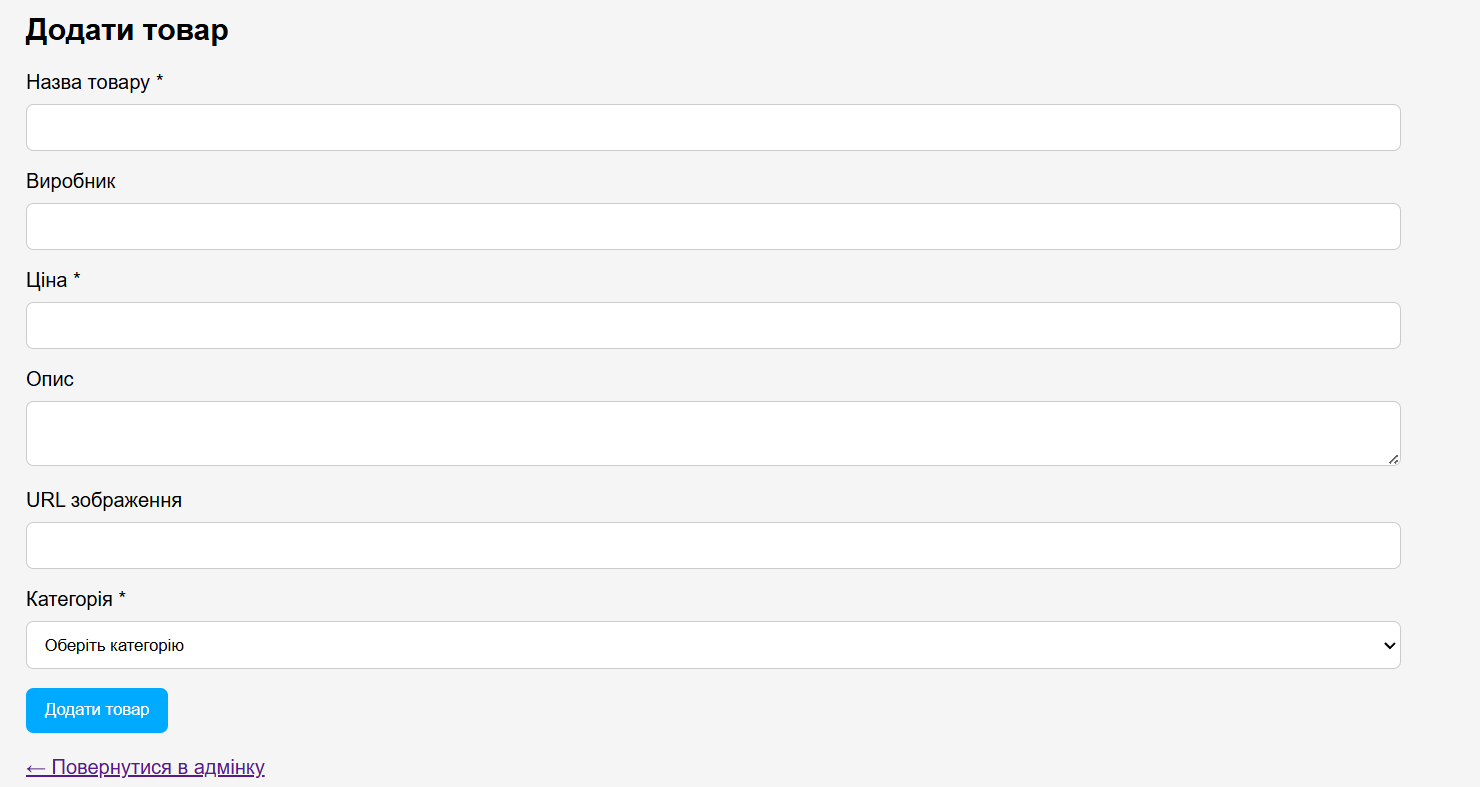 Додати товар
Назва товару *
Виробник
Ціна *
Опис
URL зображення
Категорія *
Оберіть категорію
Додати товар
← Повернутися в адмінку